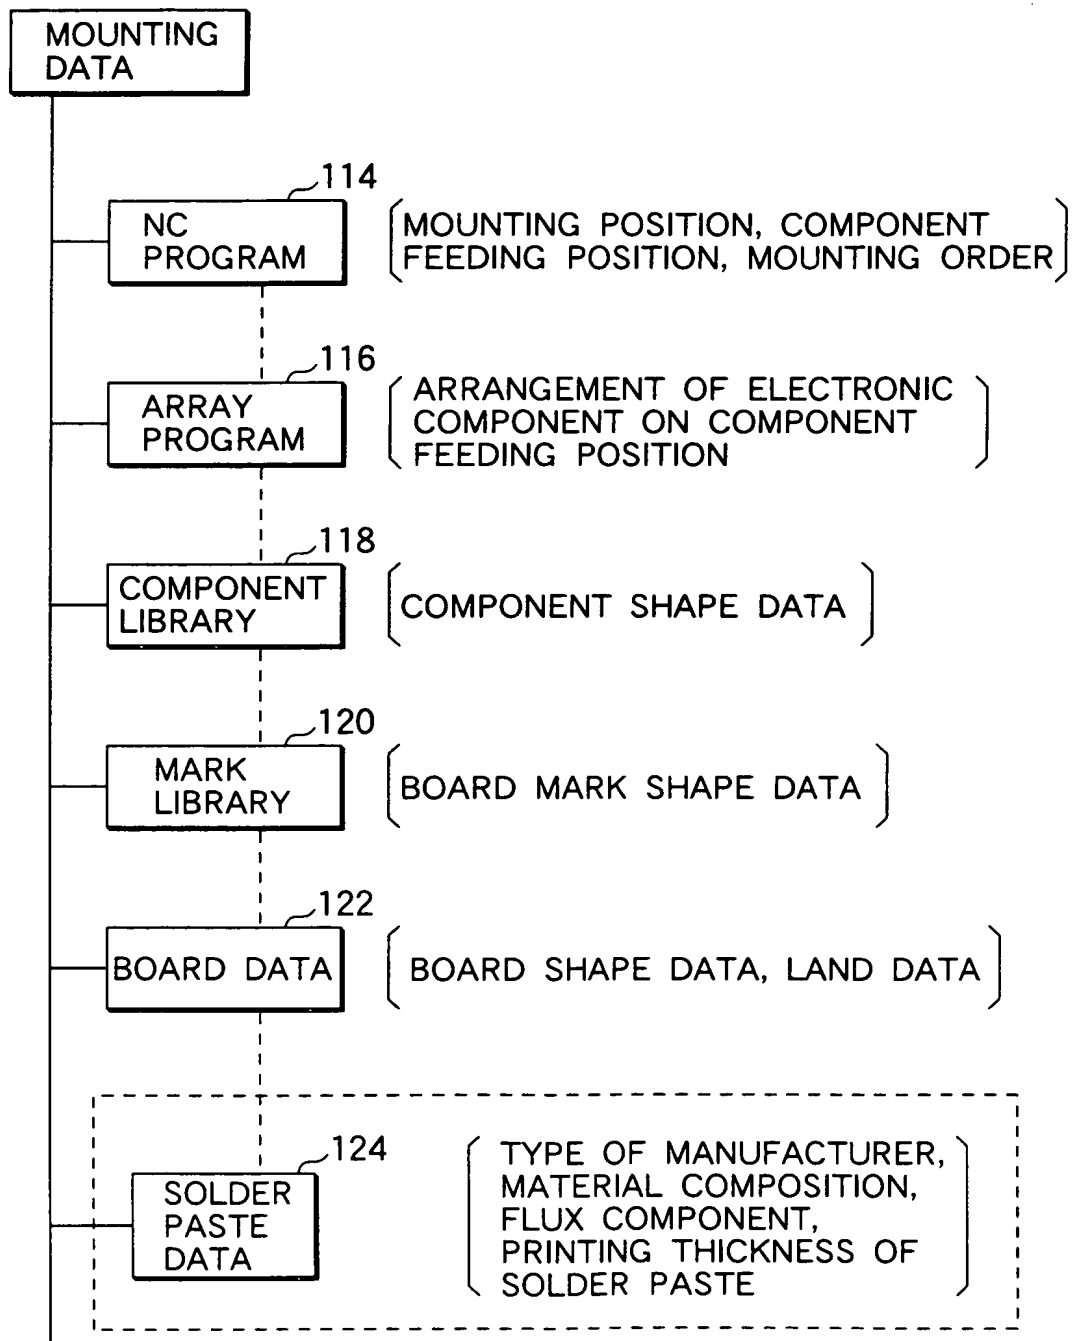 MOUNTING
DATA
114
NC
PROGRAM
MOUNTING POSITION, COMPONENT
FEEDING POSITION, MOUNTING ORDER
116
ARRAY
PROGRAM
ARRANGEMENT OF ELECTRONIC
COMPONENT ON COMPONENT
FEEDING POSITION
118
COMPONENT
LIBRARY
COMPONENT SHAPE DATA
120
MARK
LIBRARY
BOARD MARK SHAPE DATA
122
BOARD DATA
BOARD SHAPE DATA, LAND DATA
124
SOLDER
PASTE
DATA
TYPE OF MANUFACTURER,
MATERIAL COMPOSITION,
FLUX COMPONENT,
PRINTING THICKNESS OF
SOLDER PASTE